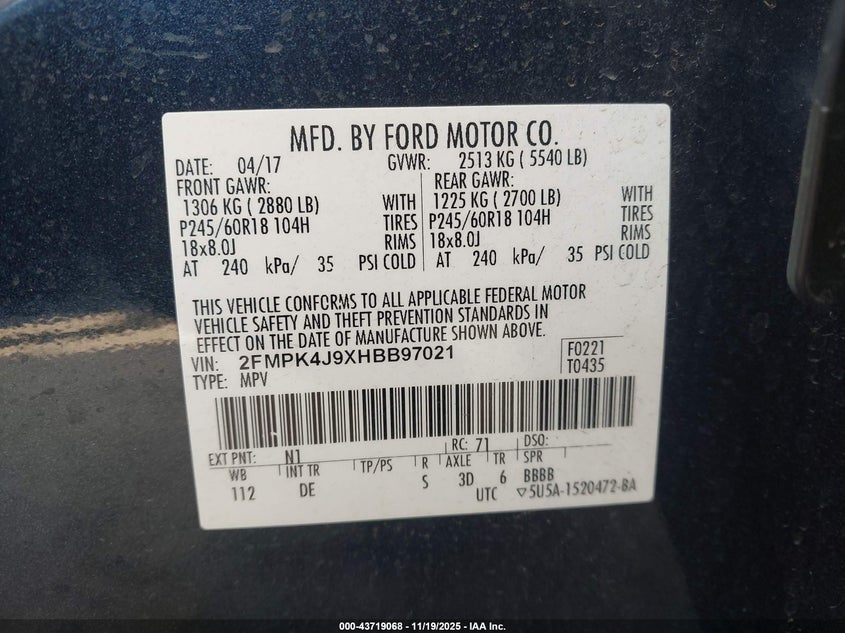 MFD. BY FORD MOTOR CO.
DATE: 04/17 GVWR: 2513 KG ( 5540 LB)
FRONT GAWR: REAR GAWR:
1306 KG ( 2880 LB) WITH 1225 KG ( 2700 LB) WITH
P245/60R18 104H TIRES P245/60R18 104H TIRES
18x8.0J RIMS 18x8.0J RIMS
AT 240 kPa/ 35 PSI COLD AT 240 kPa/ 35 PSI COLD
THIS VEHICLE CONFORMS TO ALL APPLICABLE FEDERAL MOTOR
VEHICLE SAFETY AND THEFT PREVENTION STANDARDS IN
EFFECT ON THE DATE OF MANUFACTURE SHOWN ABOVE.
VIN: 2FMPK4J9XHBB97021 F0221
TYPE: MPV T0435
EXT PNT: N1 RC: 71 DSO:
WB INT TR TP/PS R AXLE TR SPR
112 DE S 3D 6 BBBB
UTC ▽5U5A-1520472-BA
000-43719068 - 11/19/2025 - IAA Inc.